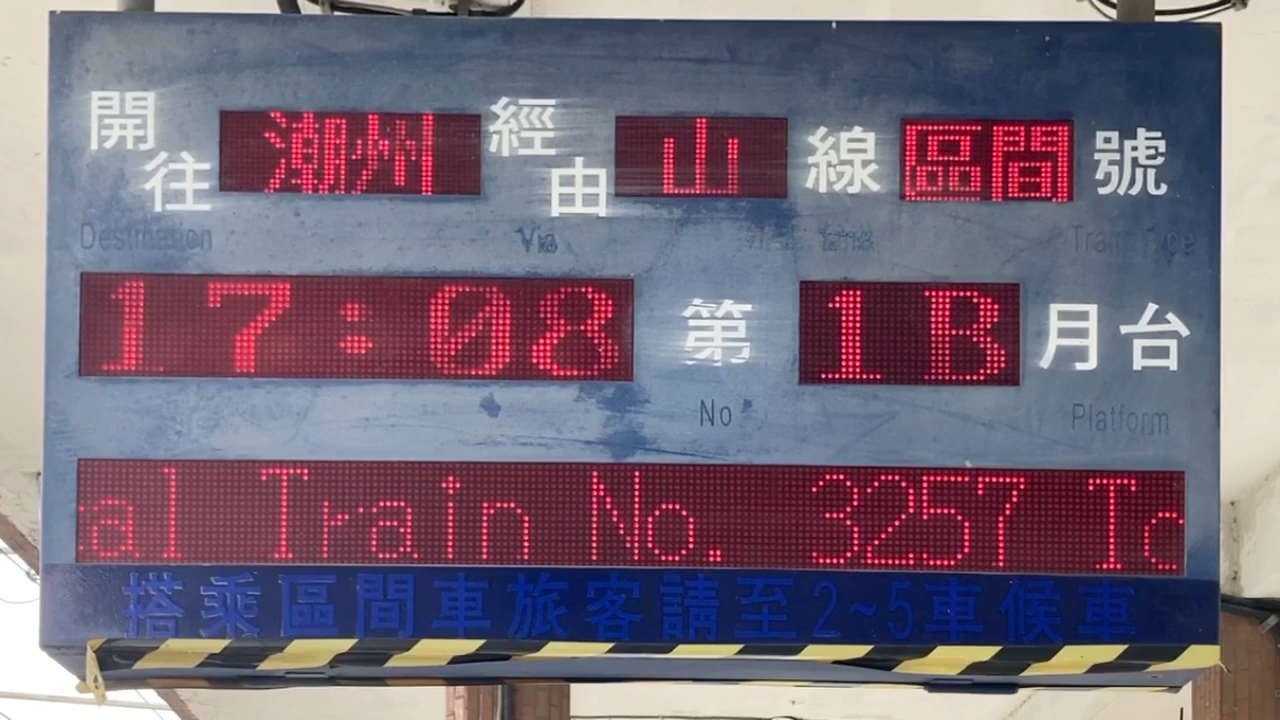 開往 潮州 經由 山 線 區間 號
Destination Via Train Type
17:08 第 1B 月台
No Platform
al Train No. 3257 To
搭乘區間車旅客請至2~5車候車